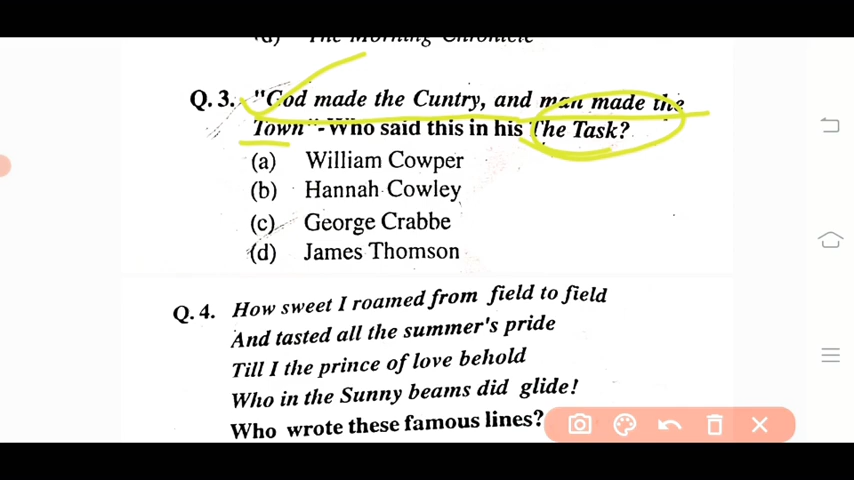 (d) The Morning Chronicle
Q. 3. "God made the Cuntry, and man made the
Town"-Who said this in his The Task?
(a) William Cowper
(b) Hannah Cowley
(c) George Crabbe
(d) James Thomson
Q. 4. How sweet I roamed from field to field
And tasted all the summer's pride
Till I the prince of love behold
Who in the Sunny beams did glide!
Who wrote these famous lines?